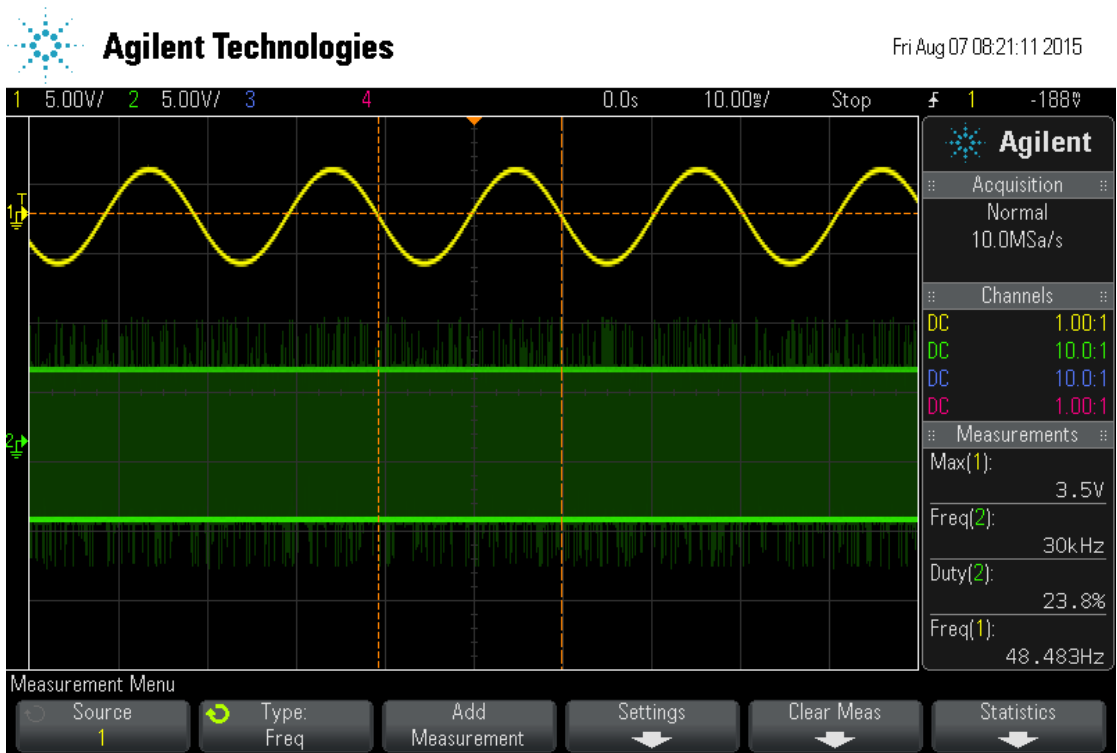 Agilent Technologies
Fri Aug 07 08:21:11 2015
1 5.00V/ 2 5.00V/ 3 4 0.0s 10.00ms/ Stop 1 -188mV
Agilent
Acquisition
Normal
10.0MSa/s
Channels
DC 1.00:1
DC 10.0:1
DC 10.0:1
DC 1.00:1
Measurements
Max(1):
3.5V
Freq(2):
30kHz
Duty(2):
23.8%
Freq(1):
48.483Hz
T
1
2
Measurement Menu
Source
1
Type:
Freq
Add
Measurement
Settings
Clear Meas
Statistics